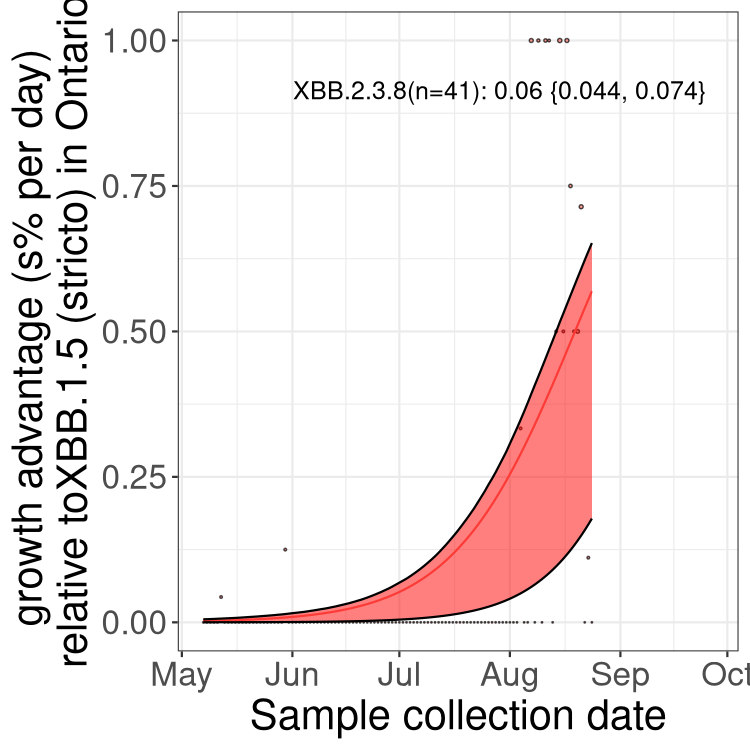 growth advantage (s% per day)
relative toXBB.1.5 (stricto) in Ontario
1.00
0.75
0.50
0.25
0.00
XBB.2.3.8(n=41): 0.06 {0.044, 0.074}
May Jun Jul Aug Sep Oct
Sample collection date